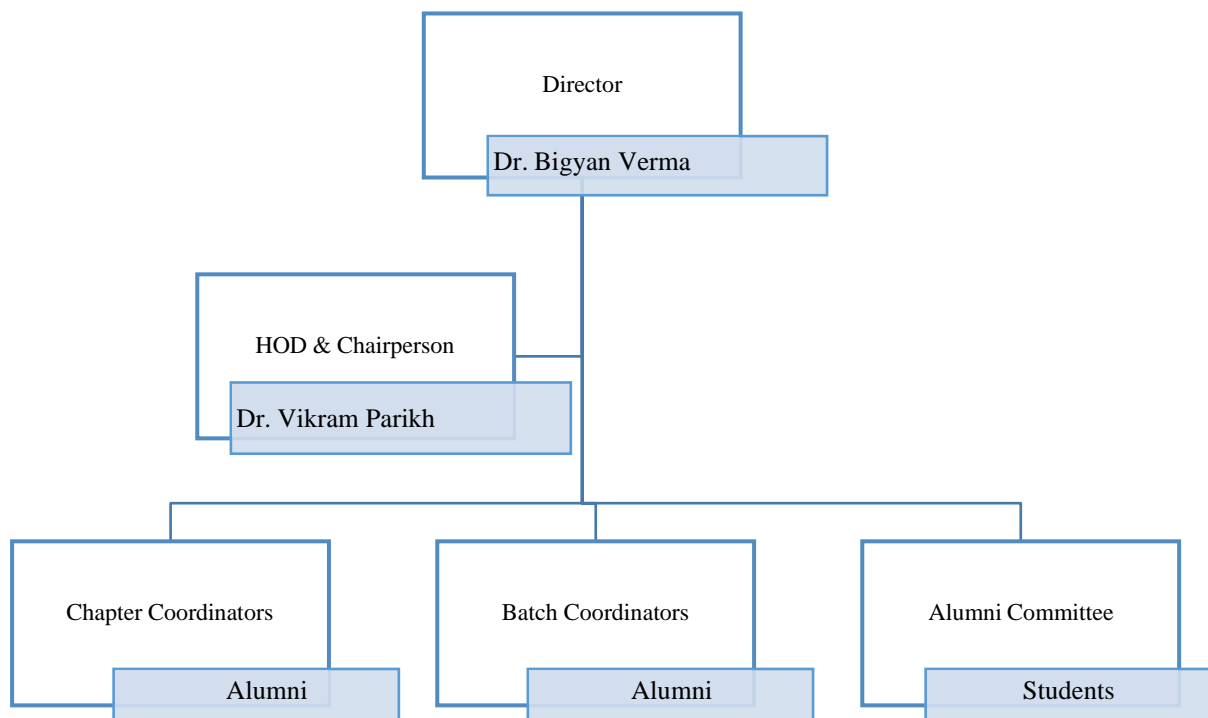 Director
Dr. Bigyan Verma
HOD & Chairperson
Dr. Vikram Parikh
Chapter Coordinators
Alumni
Batch Coordinators
Alumni
Alumni Committee
Students